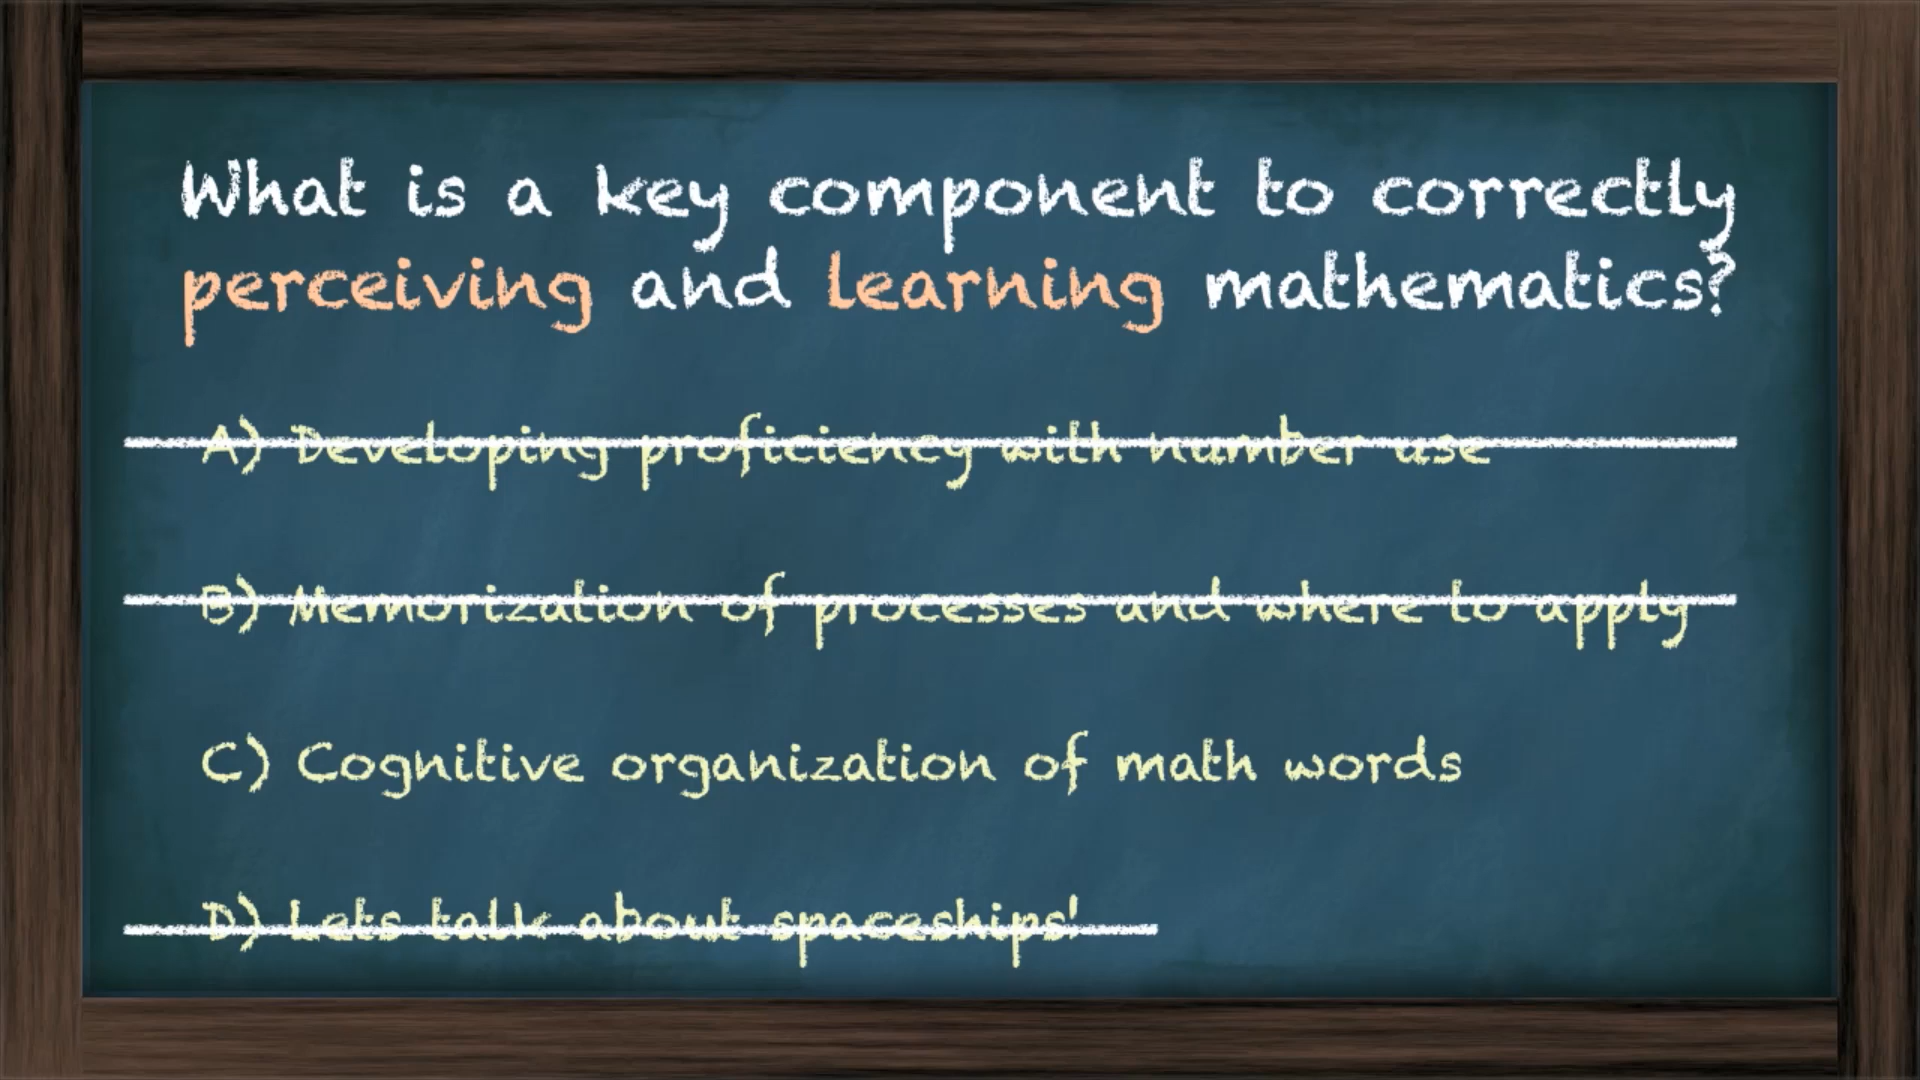 What is a key component to correctly
perceiving and learning mathematics?
A) Developing proficiency with number use
B) Memorization of processes and where to apply
C) Cognitive organization of math words
D) Lets talk about spaceships!